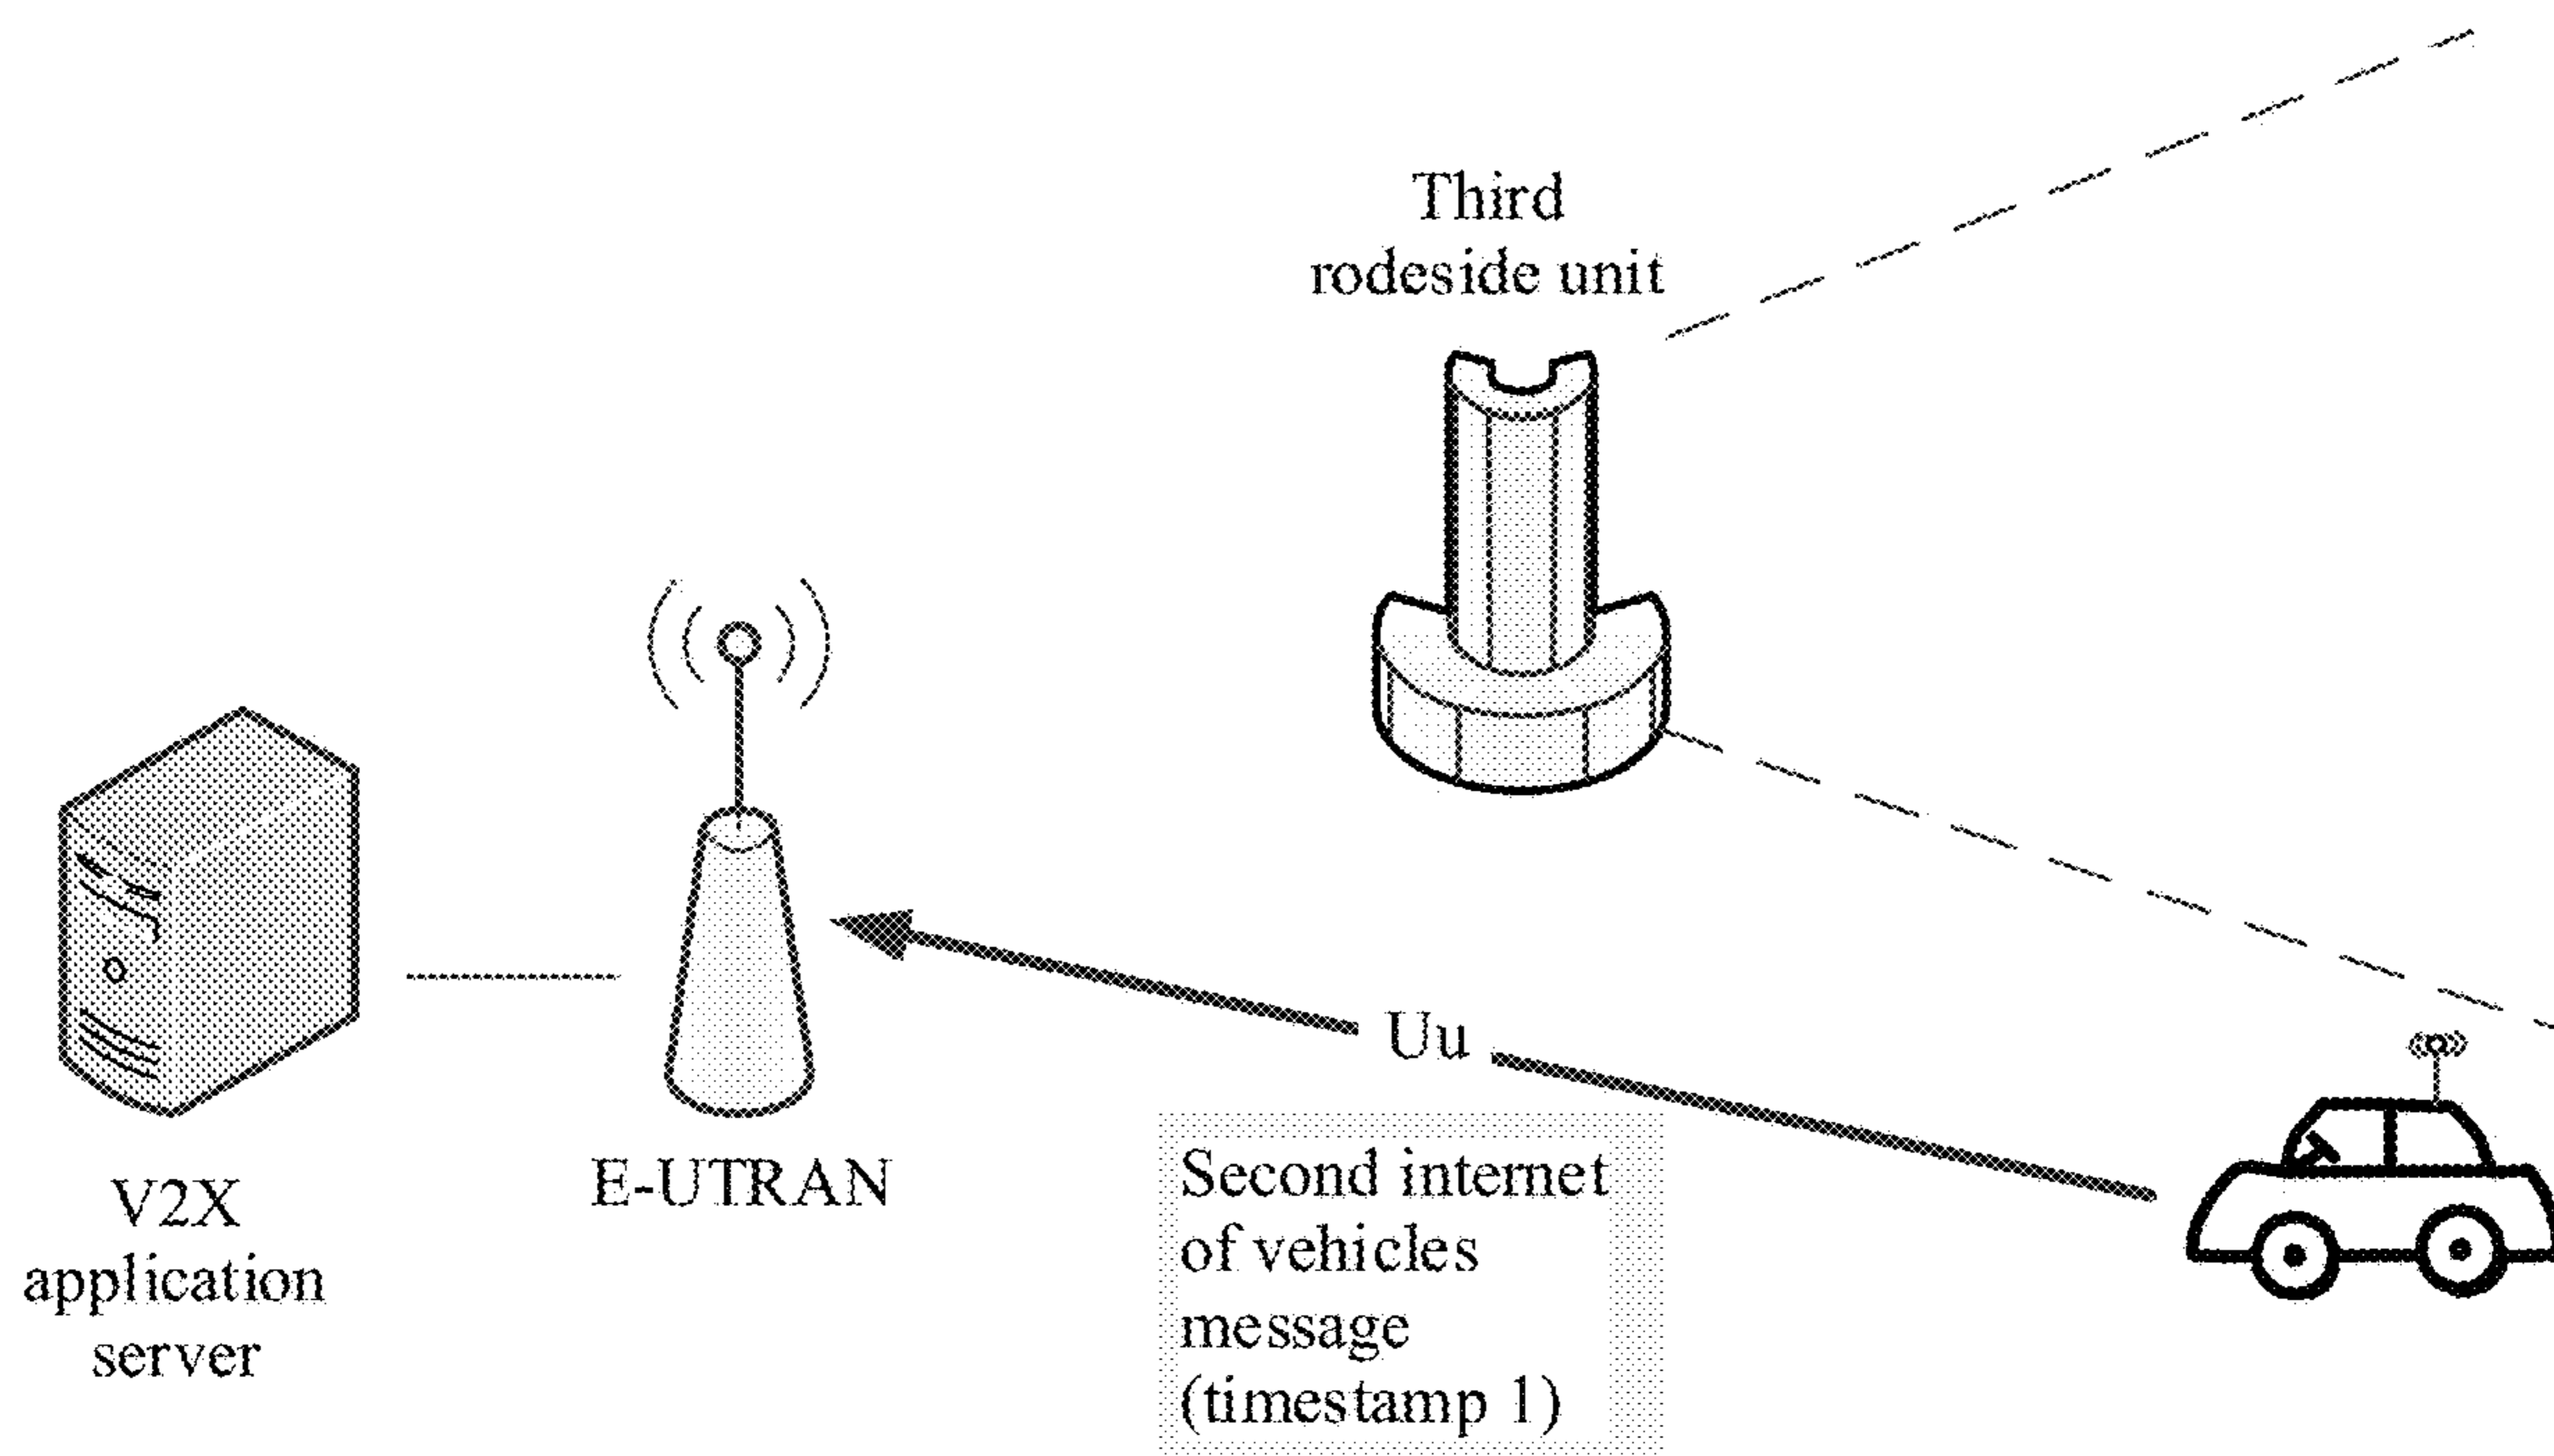 Third
rodeside unit
Uu
E-UTRAN
V2X
application
server
Second internet
of vehicles
message
(timestamp 1)